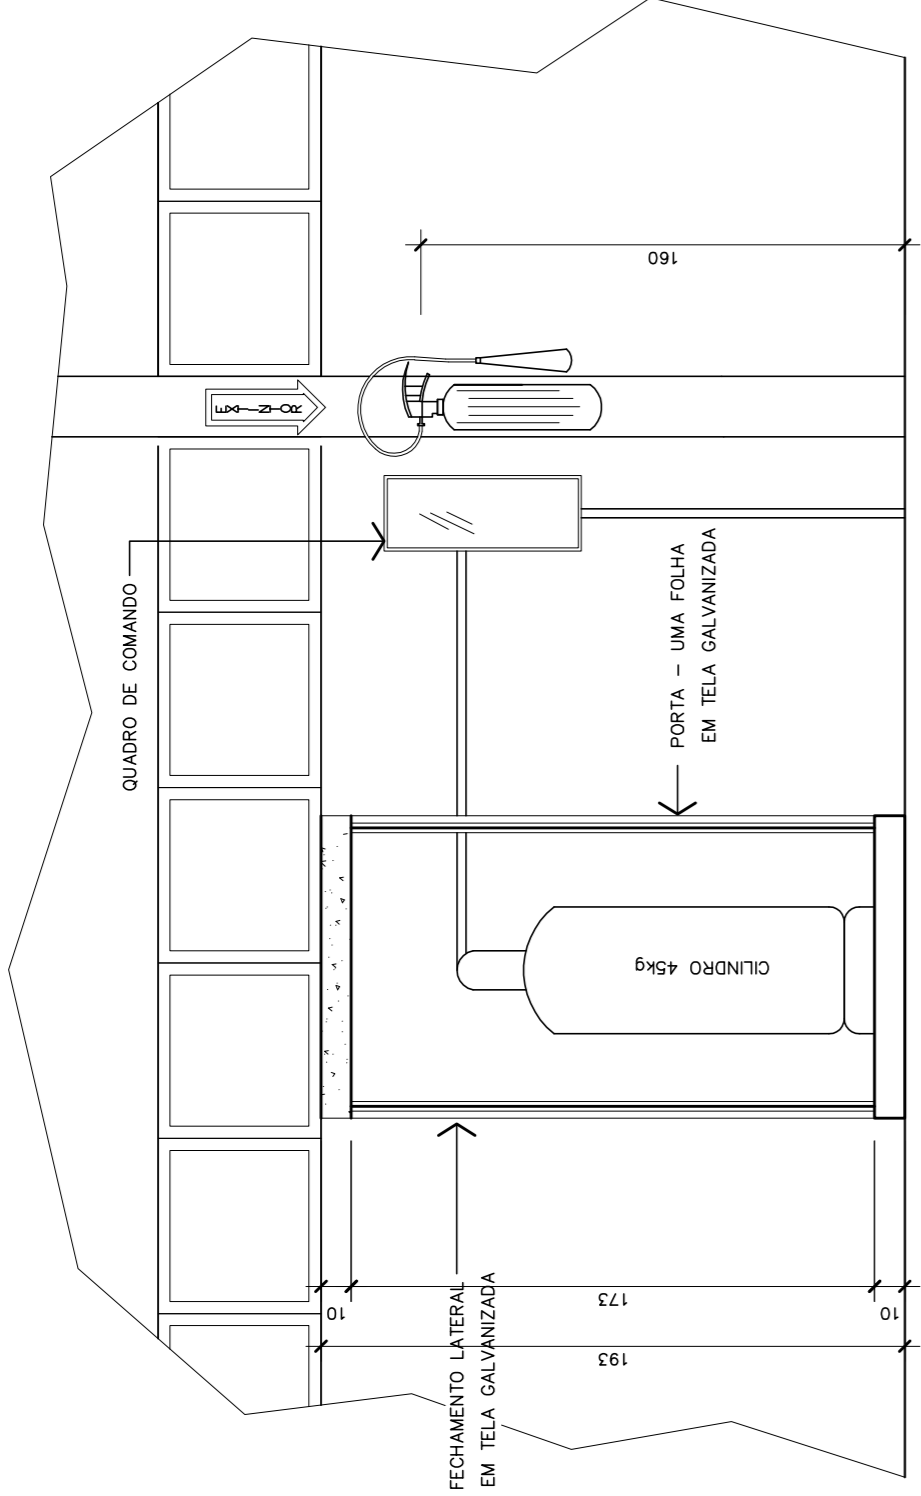 QUADRO DE COMANDO
EXTINTOR
160
PORTA – UMA FOLHA
EM TELA GALVANIZADA
CILINDRO 45kg
FECHAMENTO LATERAL
EM TELA GALVANIZADA
10
173
10
193